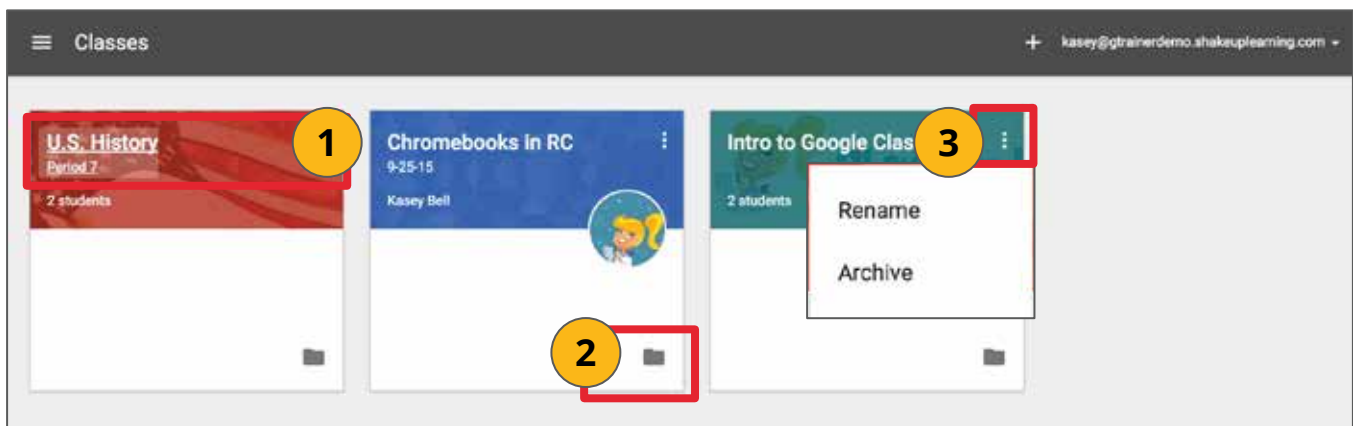 Classes
+ kasey@gtrainerdemo.shakeuplearning.com
U.S. History
Period 7
2 students
1
Chromebooks in RC
9-25-15
Kasey Bell
2
Intro to Google Clas
2 students
3
Rename
Archive